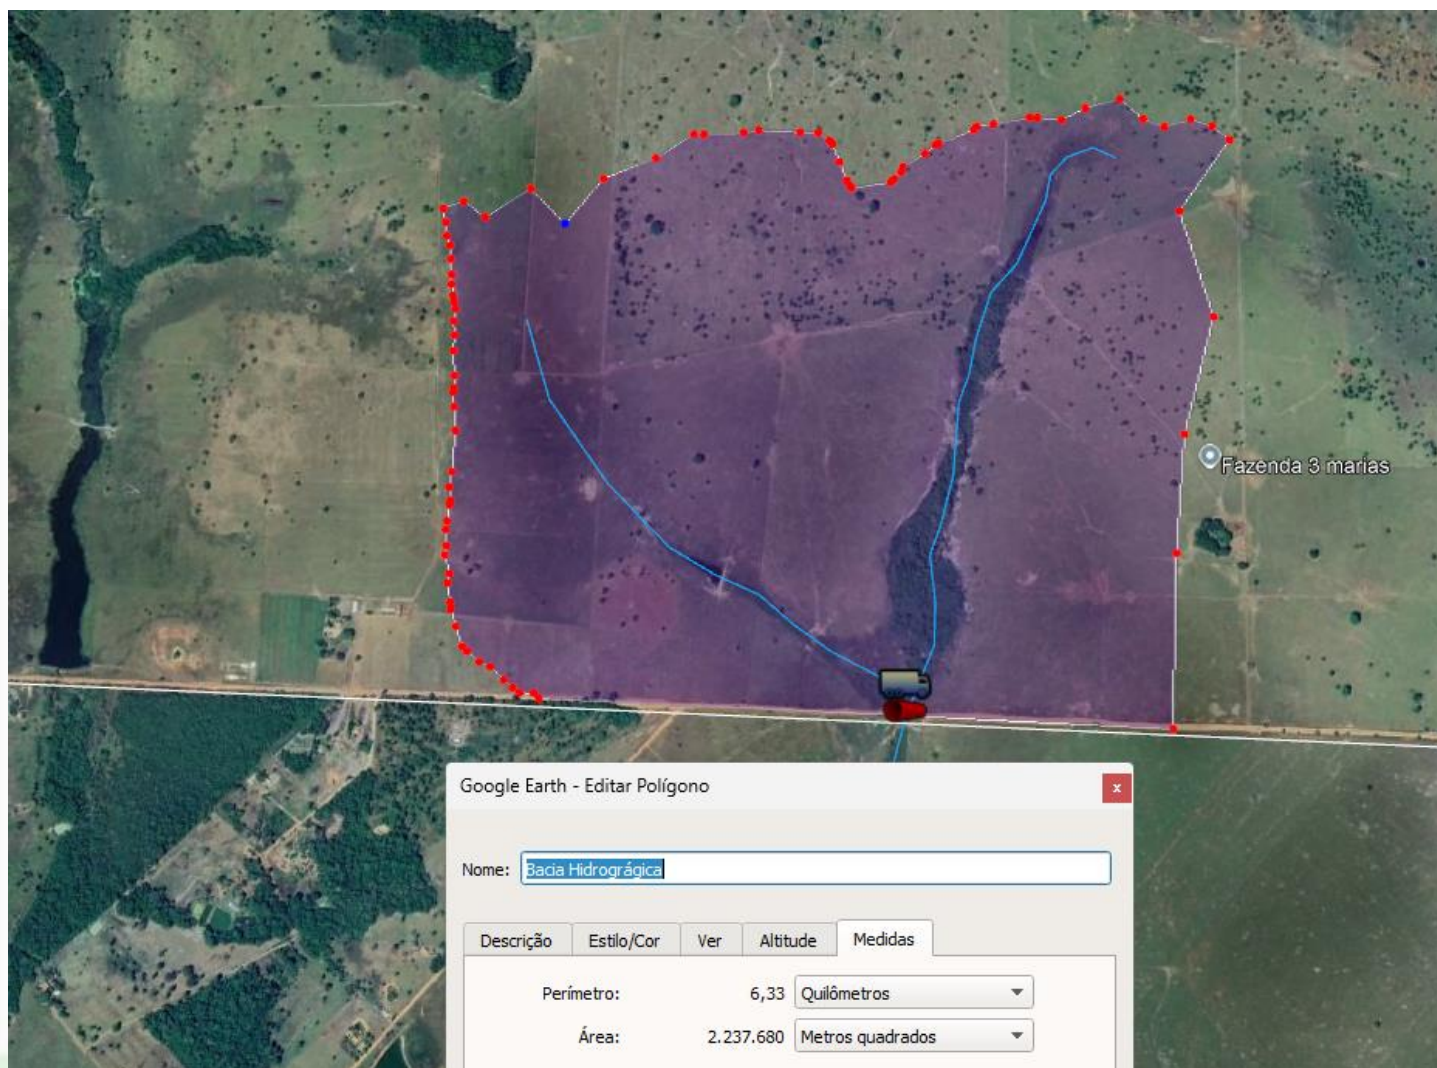 Fazenda 3 marias
Google Earth - Editar Polígono
x
Nome: Bacia Hidrográgica
Descrição Estilo/Cor Ver Altitude Medidas
Perímetro: 6,33 Quilômetros
Área: 2.237.680 Metros quadrados